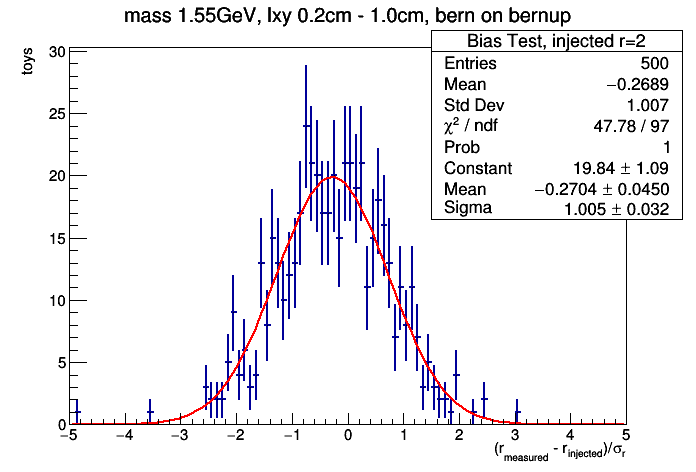 mass 1.55GeV, lxy 0.2cm - 1.0cm, bern on bernup
Bias Test, injected r=2
Entries 500
Mean −0.2689
Std Dev 1.007
χ² / ndf 47.78 / 97
Prob 1
Constant 19.84 ± 1.09
Mean −0.2704 ± 0.0450
Sigma 1.005 ± 0.032
toys
30
25
20
15
10
5
0
−5 −4 −3 −2 −1 0 1 2 3 4 5
(r_measured - r_injected)/σ_r